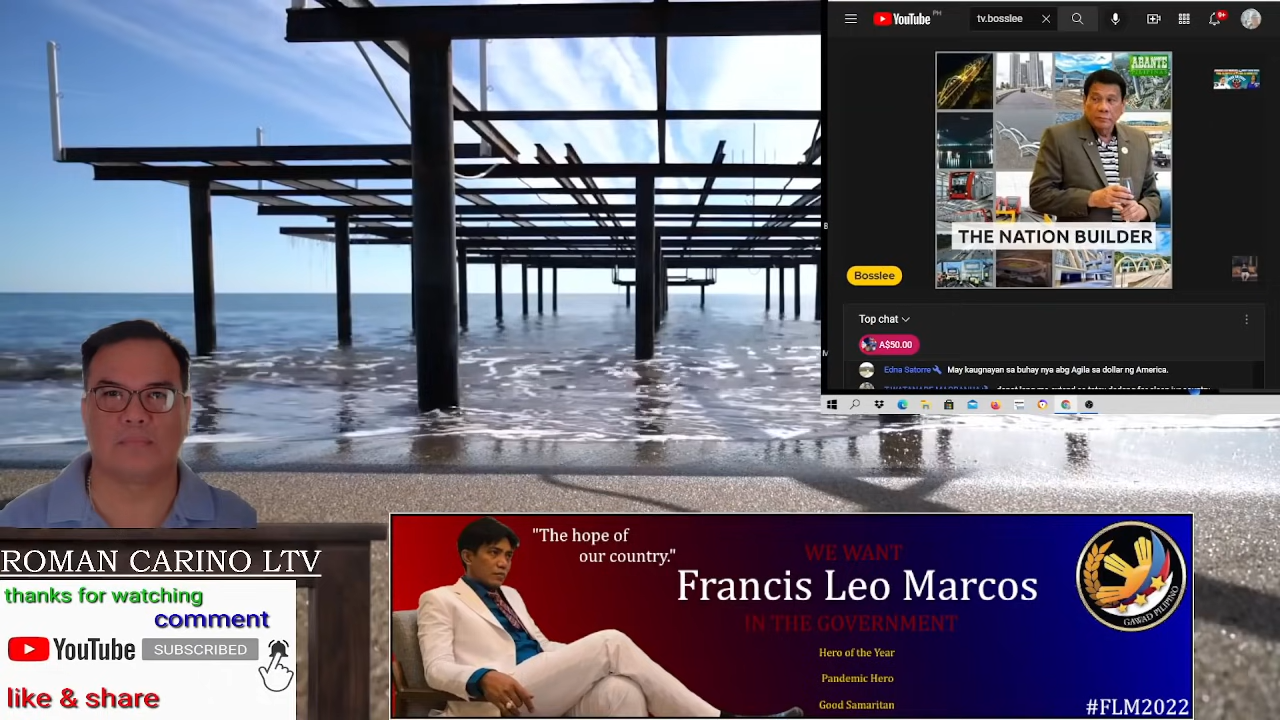 YouTube PH
tv.bosslee
9+
ABANTE
THE NATION BUILDER
Bosslee
Top chat
A$50.00
Edna Satorre May kaugnayan sa buhay nya abg Agila sa dollar ng America.
ROMAN CARINO LTV
thanks for watching
comment
YouTube SUBSCRIBED
like & share
"The hope of
our country."
WE WANT
Francis Leo Marcos
IN THE GOVERNMENT
Hero of the Year
Pandemic Hero
Good Samaritan
GAWAD PILIPINO
#FLM2022